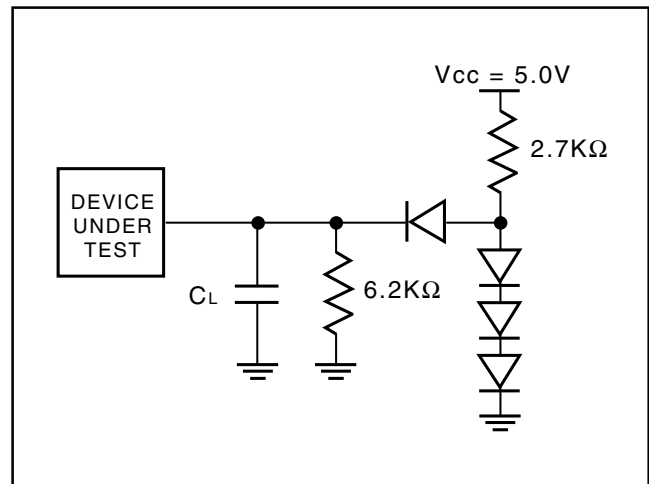 Vcc = 5.0V
2.7KΩ
DEVICE
UNDER
TEST
CL
6.2KΩ